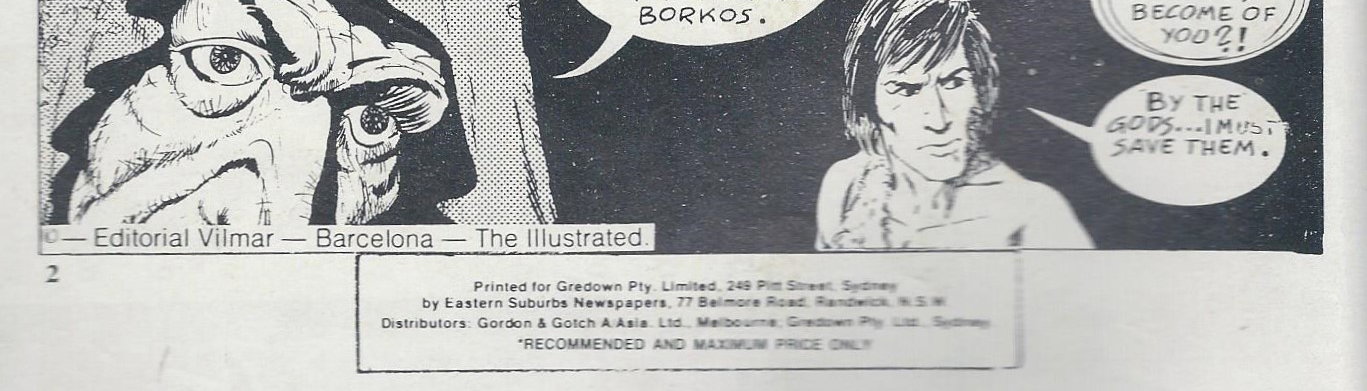 BORKOS.
BECOME OF
YOU?!
BY THE
GODS...I MUST
SAVE THEM.
— Editorial Vilmar — Barcelona — The Illustrated.
2
Printed for Gredown Pty. Limited, 249 Pitt Street, Sydney
by Eastern Suburbs Newspapers, 77 Belmore Road, Randwick, N.S.W.
Distributors: Gordon & Gotch A/Asia. Ltd., Melbourne; Gredown Pty. Ltd., Sydney
*RECOMMENDED AND MAXIMUM PRICE ONLY